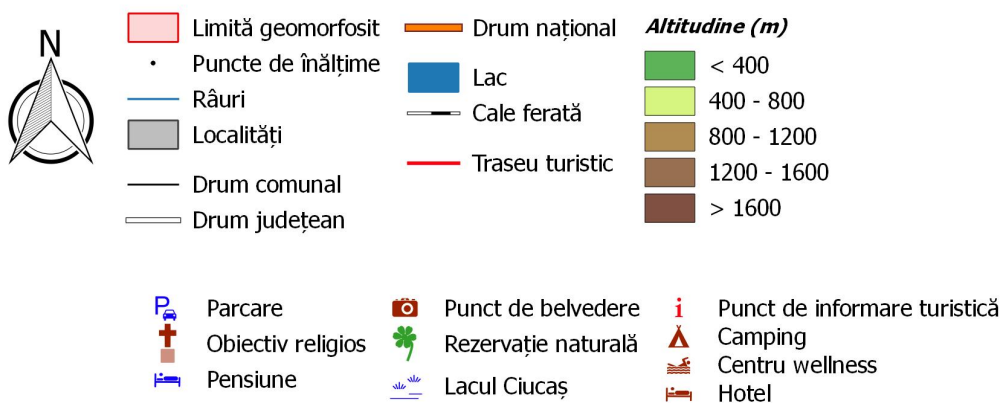 N
Limită geomorfosit
Puncte de înălțime
Râuri
Localități
Drum comunal
Drum județean
Drum național
Lac
Cale ferată
Traseu turistic
Altitudine (m)
< 400
400 - 800
800 - 1200
1200 - 1600
> 1600
P
Parcare
Obiectiv religios
Pensiune
Punct de belvedere
Rezervație naturală
Lacul Ciucaș
i
Punct de informare turistică
Camping
Centru wellness
Hotel